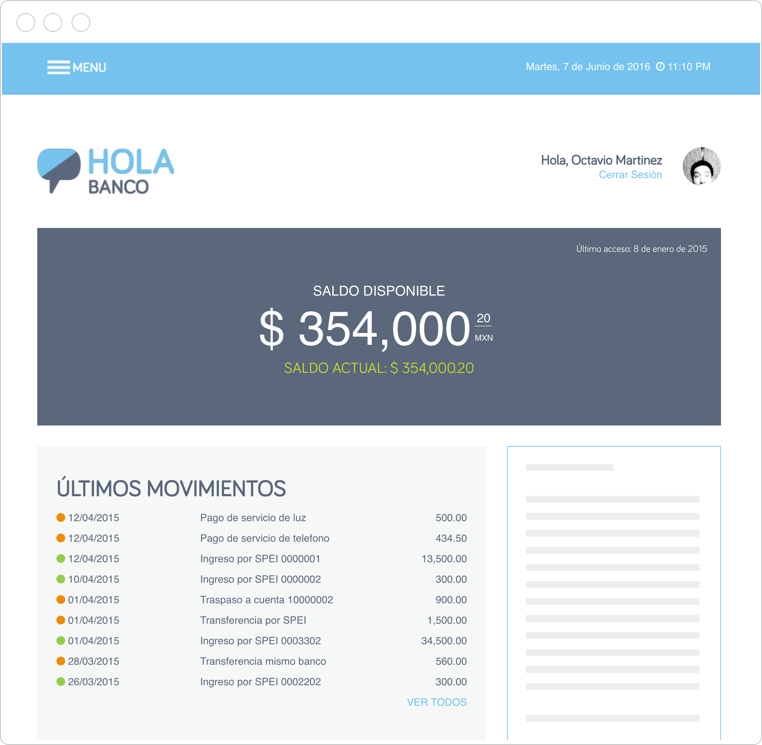 MENU
Martes, 7 de Junio de 2016 11:10 PM
HOLA
BANCO
Hola, Octavio Martinez
Cerrar Sesión
Último acceso: 8 de enero de 2015
SALDO DISPONIBLE
$ 354,000 20 MXN
SALDO ACTUAL: $ 354,000.20
ÚLTIMOS MOVIMIENTOS
12/04/2015 Pago de servicio de luz 500.00
12/04/2015 Pago de servicio de telefono 434.50
12/04/2015 Ingreso por SPEI 0000001 13,500.00
10/04/2015 Ingreso por SPEI 0000002 300.00
01/04/2015 Traspaso a cuenta 10000002 900.00
01/04/2015 Transferencia por SPEI 1,500.00
01/04/2015 Ingreso por SPEI 0003302 34,500.00
28/03/2015 Transferencia mismo banco 560.00
26/03/2015 Ingreso por SPEI 0002202 300.00
VER TODOS